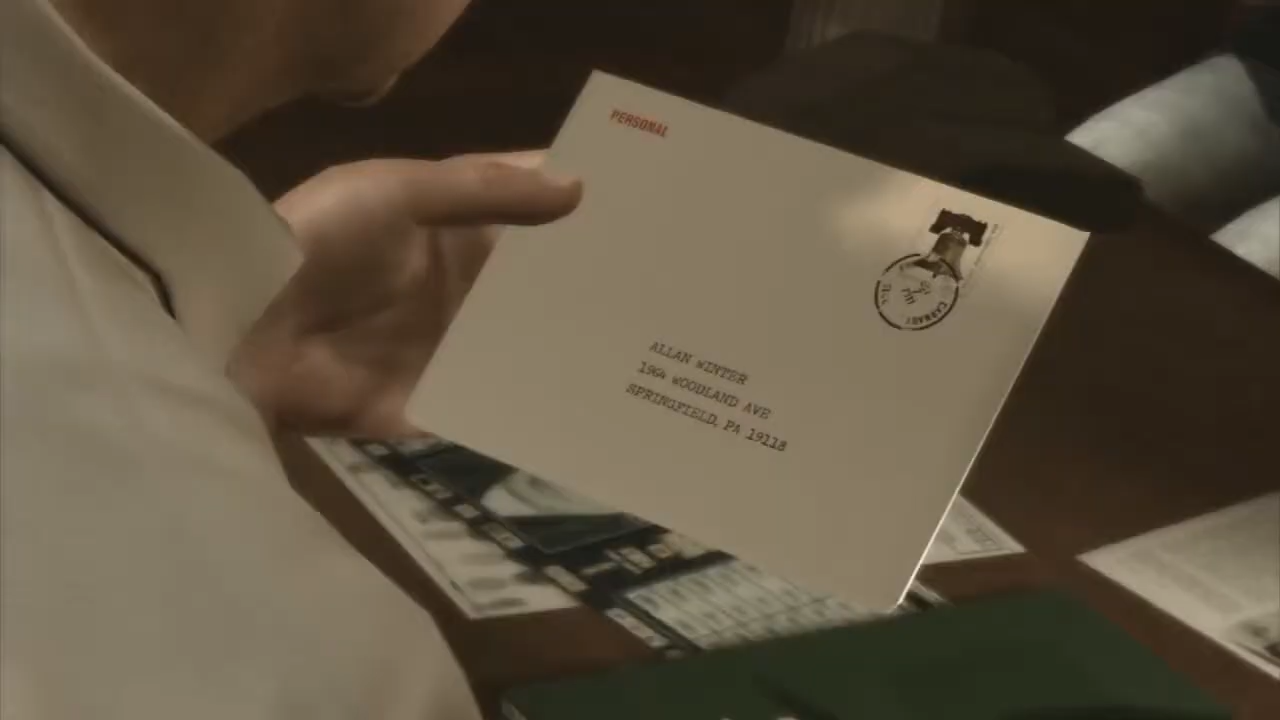 PERSONAL
ALLAN WINTER
1964 WOODLAND AVE
SPRINGFIELD, PA 19118